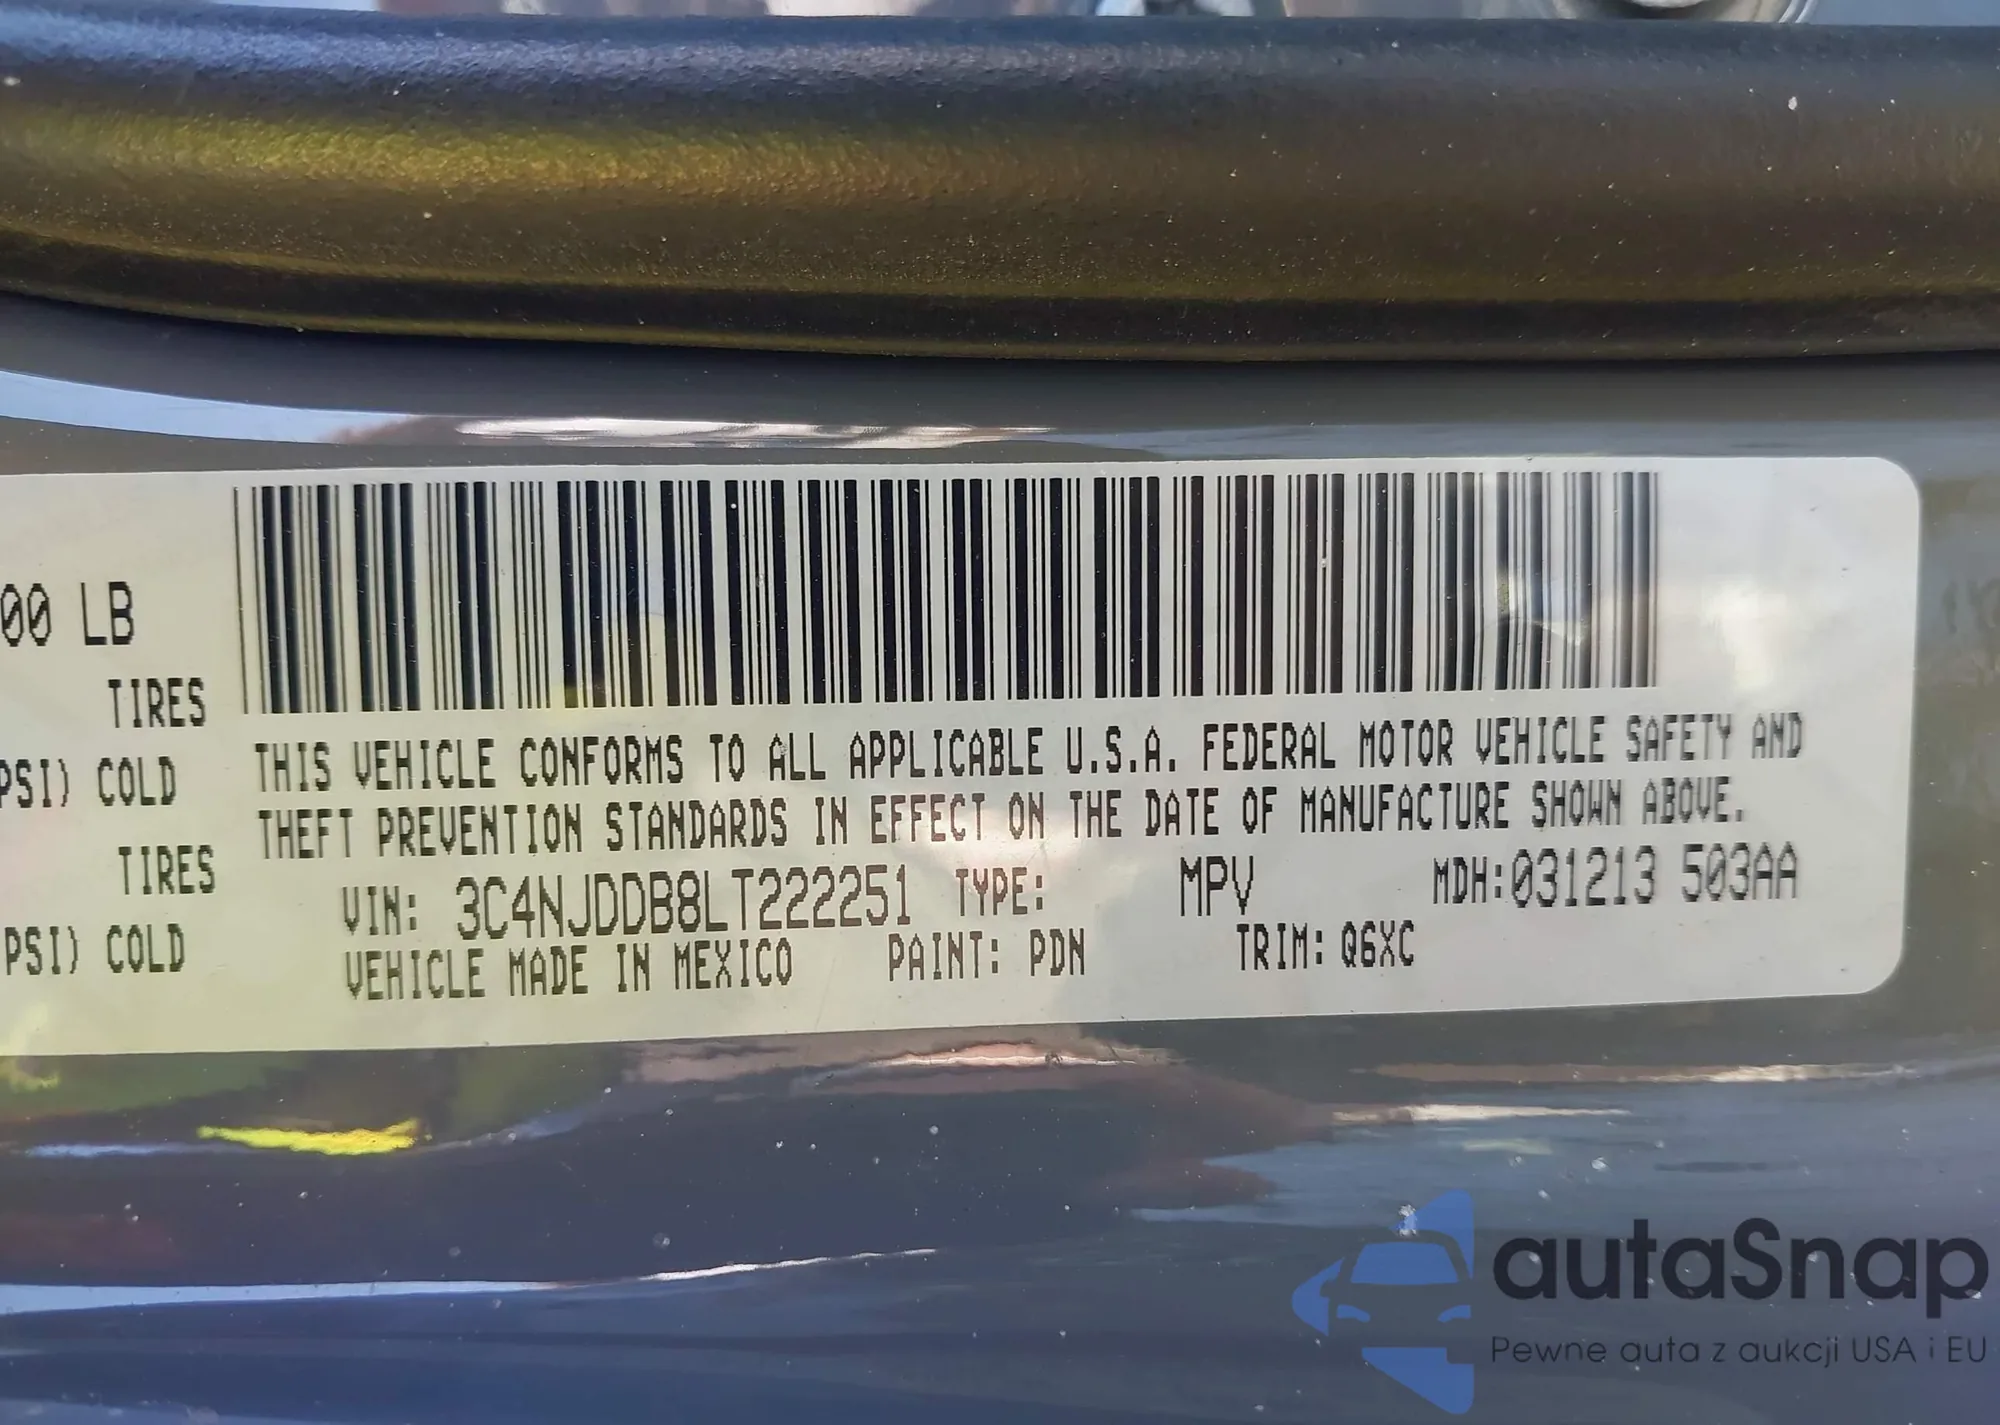 00 LB
TIRES
PSI) COLD
TIRES
PSI) COLD
THIS VEHICLE CONFORMS TO ALL APPLICABLE U.S.A. FEDERAL MOTOR VEHICLE SAFETY AND
THEFT PREVENTION STANDARDS IN EFFECT ON THE DATE OF MANUFACTURE SHOWN ABOVE.
VIN: 3C4NJDDB8LT222251 TYPE: MPV MDH:031213 503AA
VEHICLE MADE IN MEXICO PAINT: PDN TRIM: Q6XC
autaSnap
Pewne auta z aukcji USA i EU